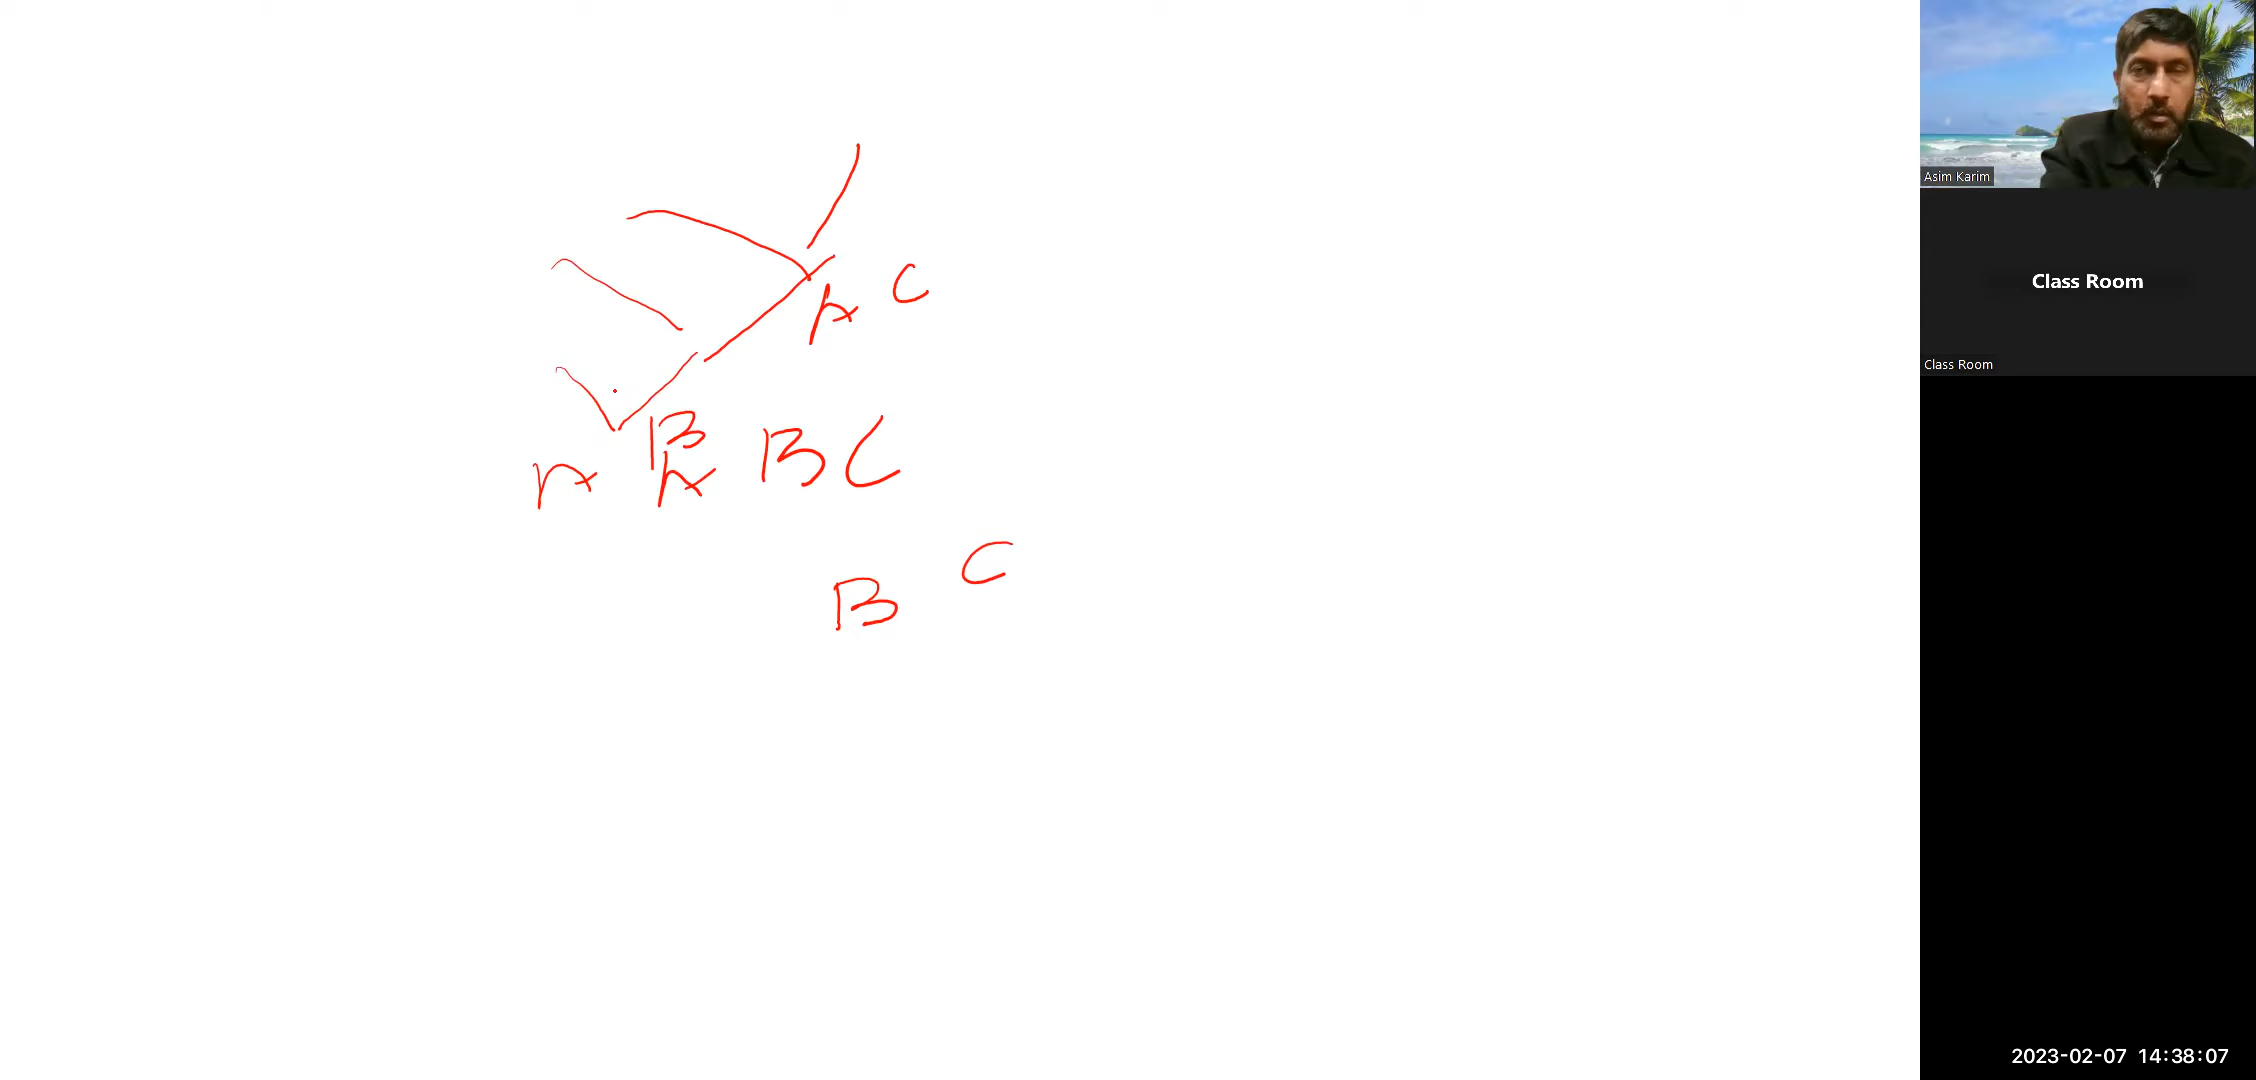 A C
B
A A B C
B C
Asim Karim
Class Room
Class Room
2023-02-07 14:38:07